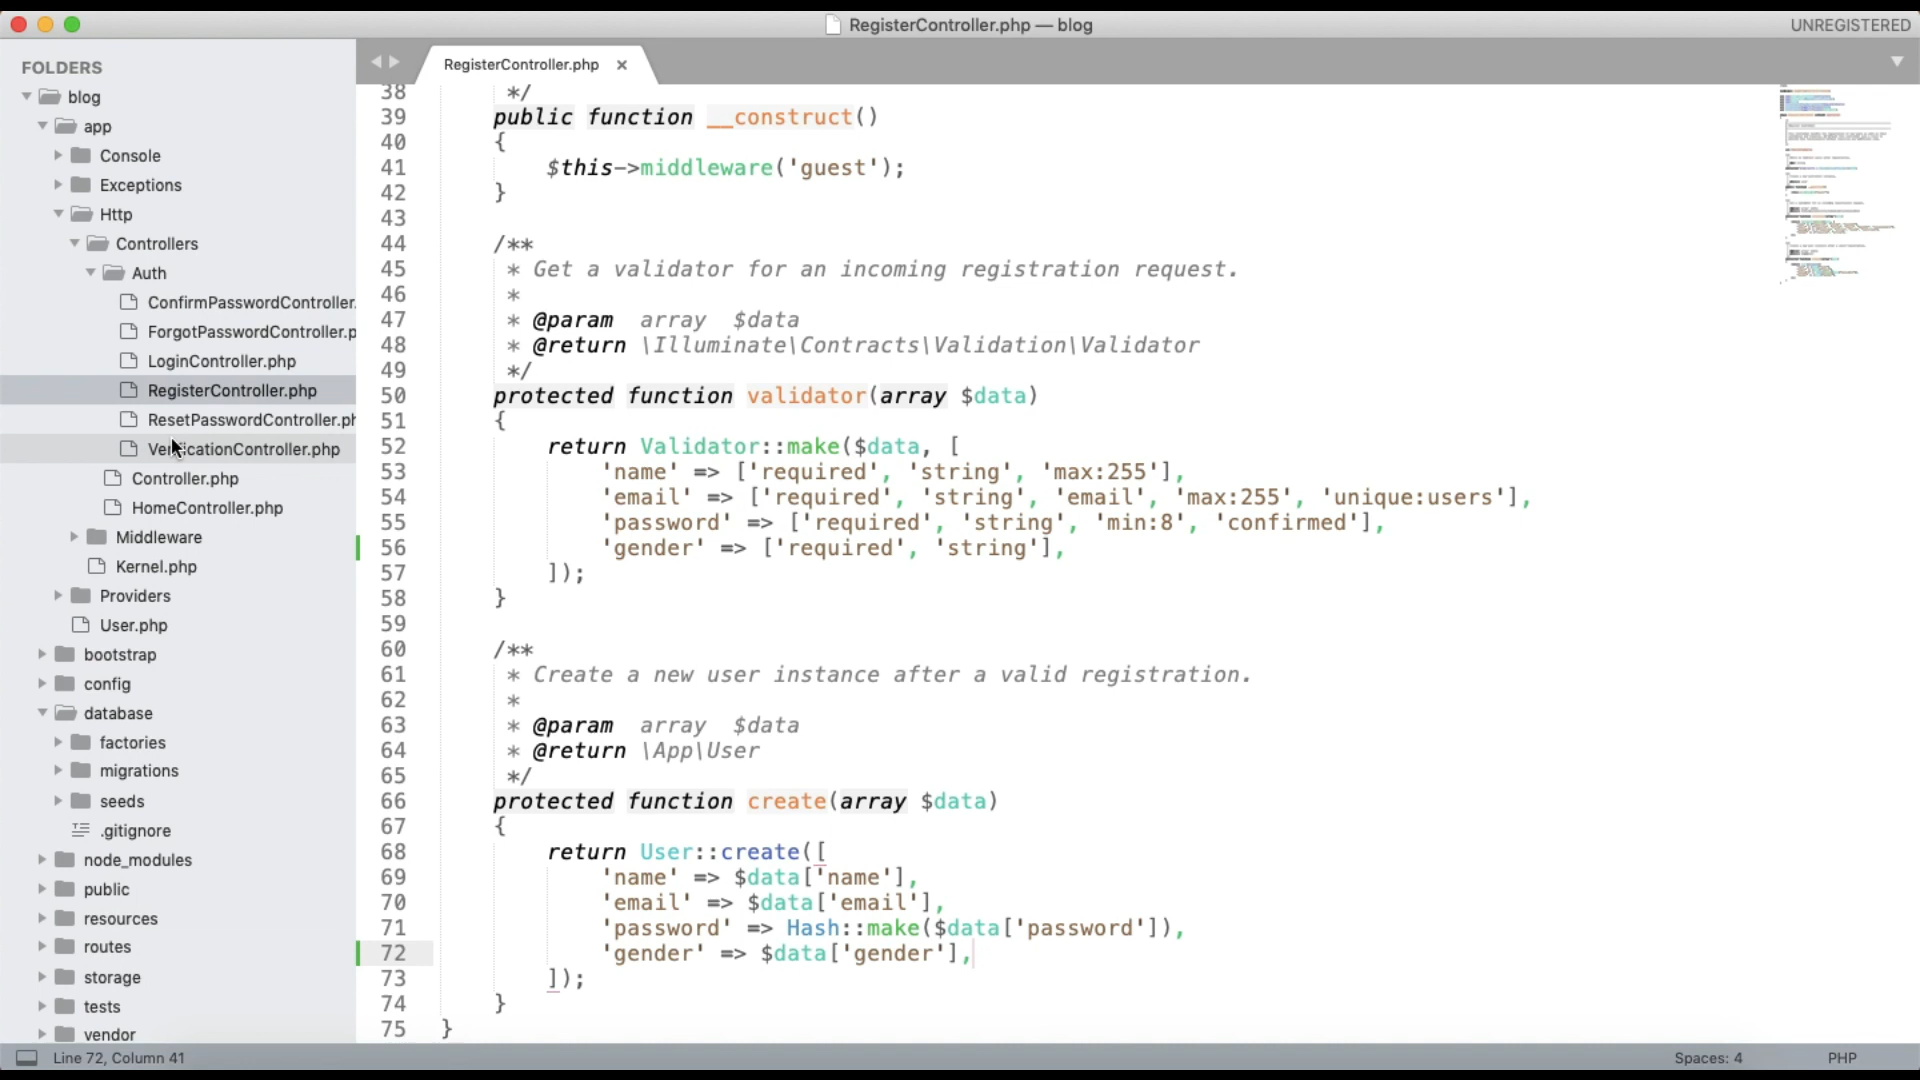 RegisterController.php — blog
UNREGISTERED
FOLDERS
blog
app
Console
Exceptions
Http
Controllers
Auth
ConfirmPasswordController.
ForgotPasswordController.p
LoginController.php
RegisterController.php
ResetPasswordController.ph
VerificationController.php
Controller.php
HomeController.php
Middleware
Kernel.php
Providers
User.php
bootstrap
config
database
factories
migrations
seeds
.gitignore
node_modules
public
resources
routes
storage
tests
vendor
RegisterController.php ×
38 */
39 public function __construct()
40 {
41 $this->middleware('guest');
42 }
43
44 /**
45 * Get a validator for an incoming registration request.
46 *
47 * @param  array  $data
48 * @return \Illuminate\Contracts\Validation\Validator
49 */
50 protected function validator(array $data)
51 {
52 return Validator::make($data, [
53 'name' => ['required', 'string', 'max:255'],
54 'email' => ['required', 'string', 'email', 'max:255', 'unique:users'],
55 'password' => ['required', 'string', 'min:8', 'confirmed'],
56 'gender' => ['required', 'string'],
57 ]);
58 }
59
60 /**
61 * Create a new user instance after a valid registration.
62 *
63 * @param  array  $data
64 * @return \App\User
65 */
66 protected function create(array $data)
67 {
68 return User::create([
69 'name' => $data['name'],
70 'email' => $data['email'],
71 'password' => Hash::make($data['password']),
72 'gender' => $data['gender'],
73 ]);
74 }
75 }
Line 72, Column 41
Spaces: 4
PHP